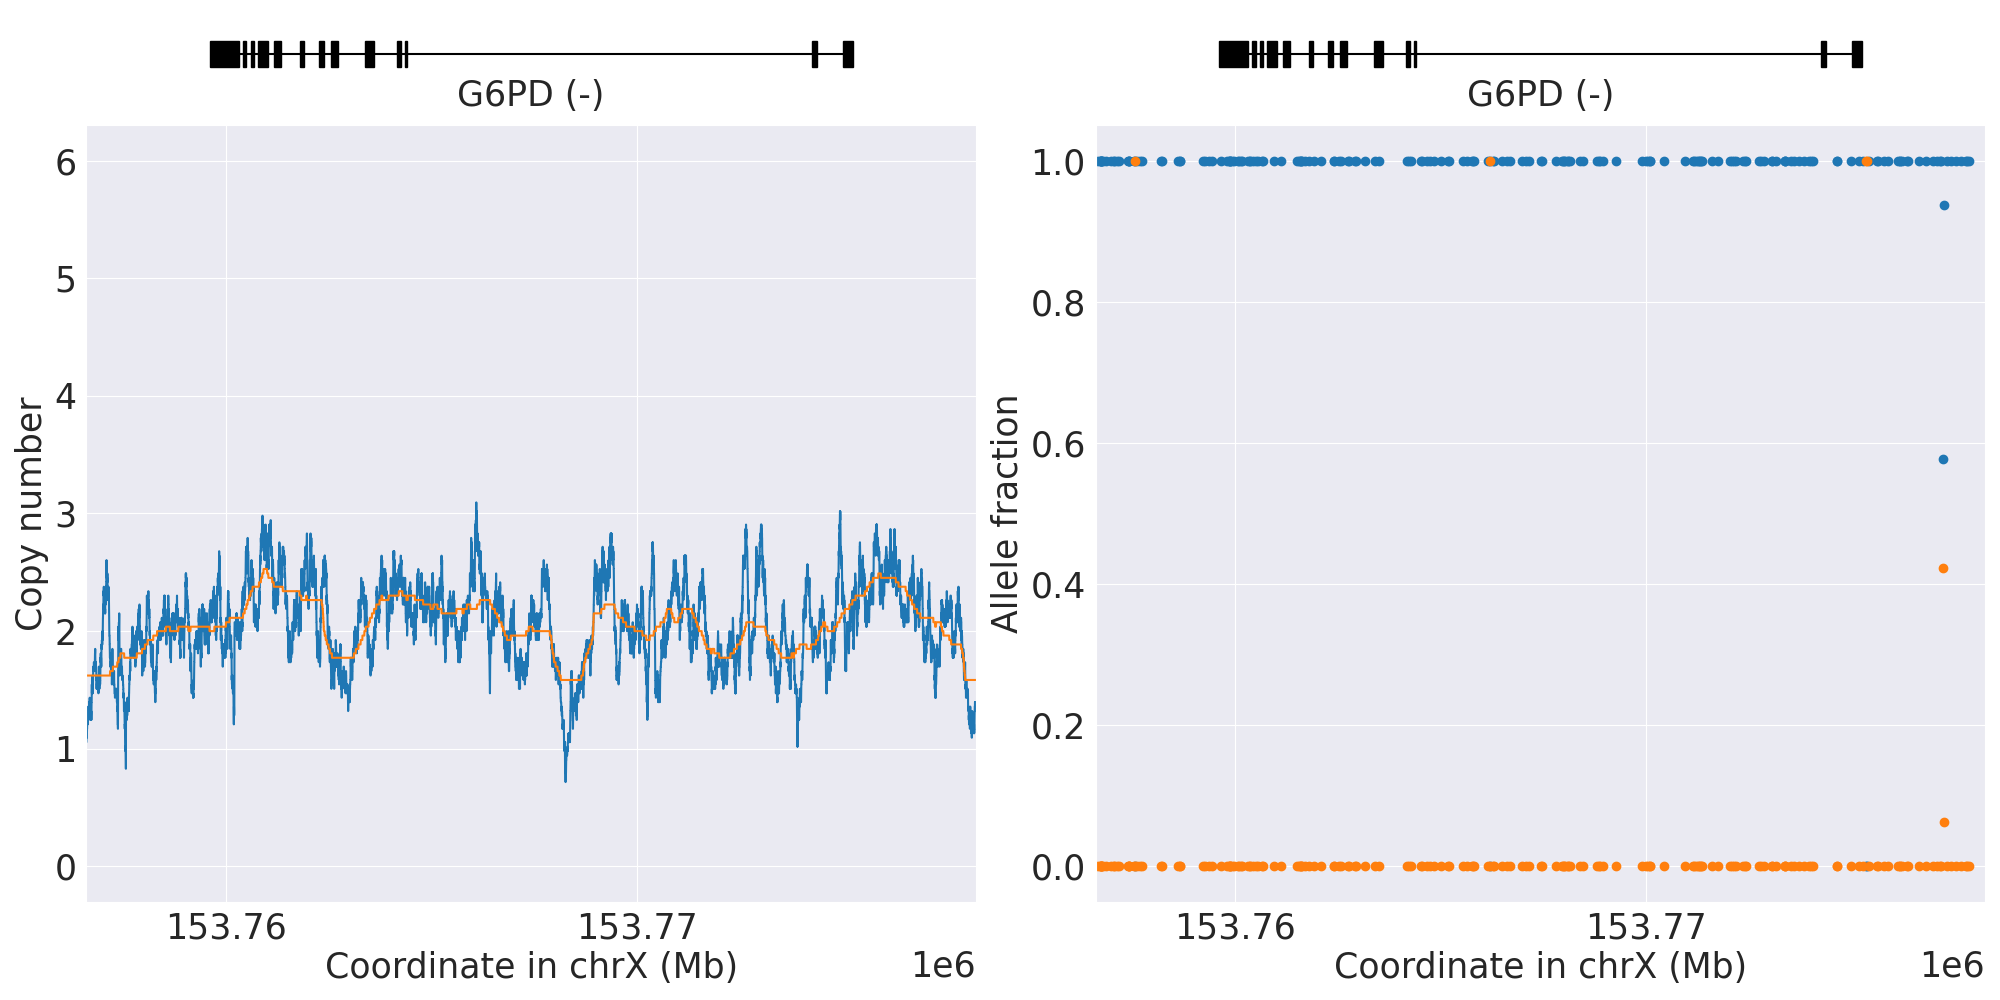 G6PD (-)
6
5
4
3
2
1
0
Copy number
153.76
153.77
Coordinate in chrX (Mb)
1e6
G6PD (-)
1.0
0.8
0.6
0.4
0.2
0.0
Allele fraction
153.76
153.77
Coordinate in chrX (Mb)
1e6